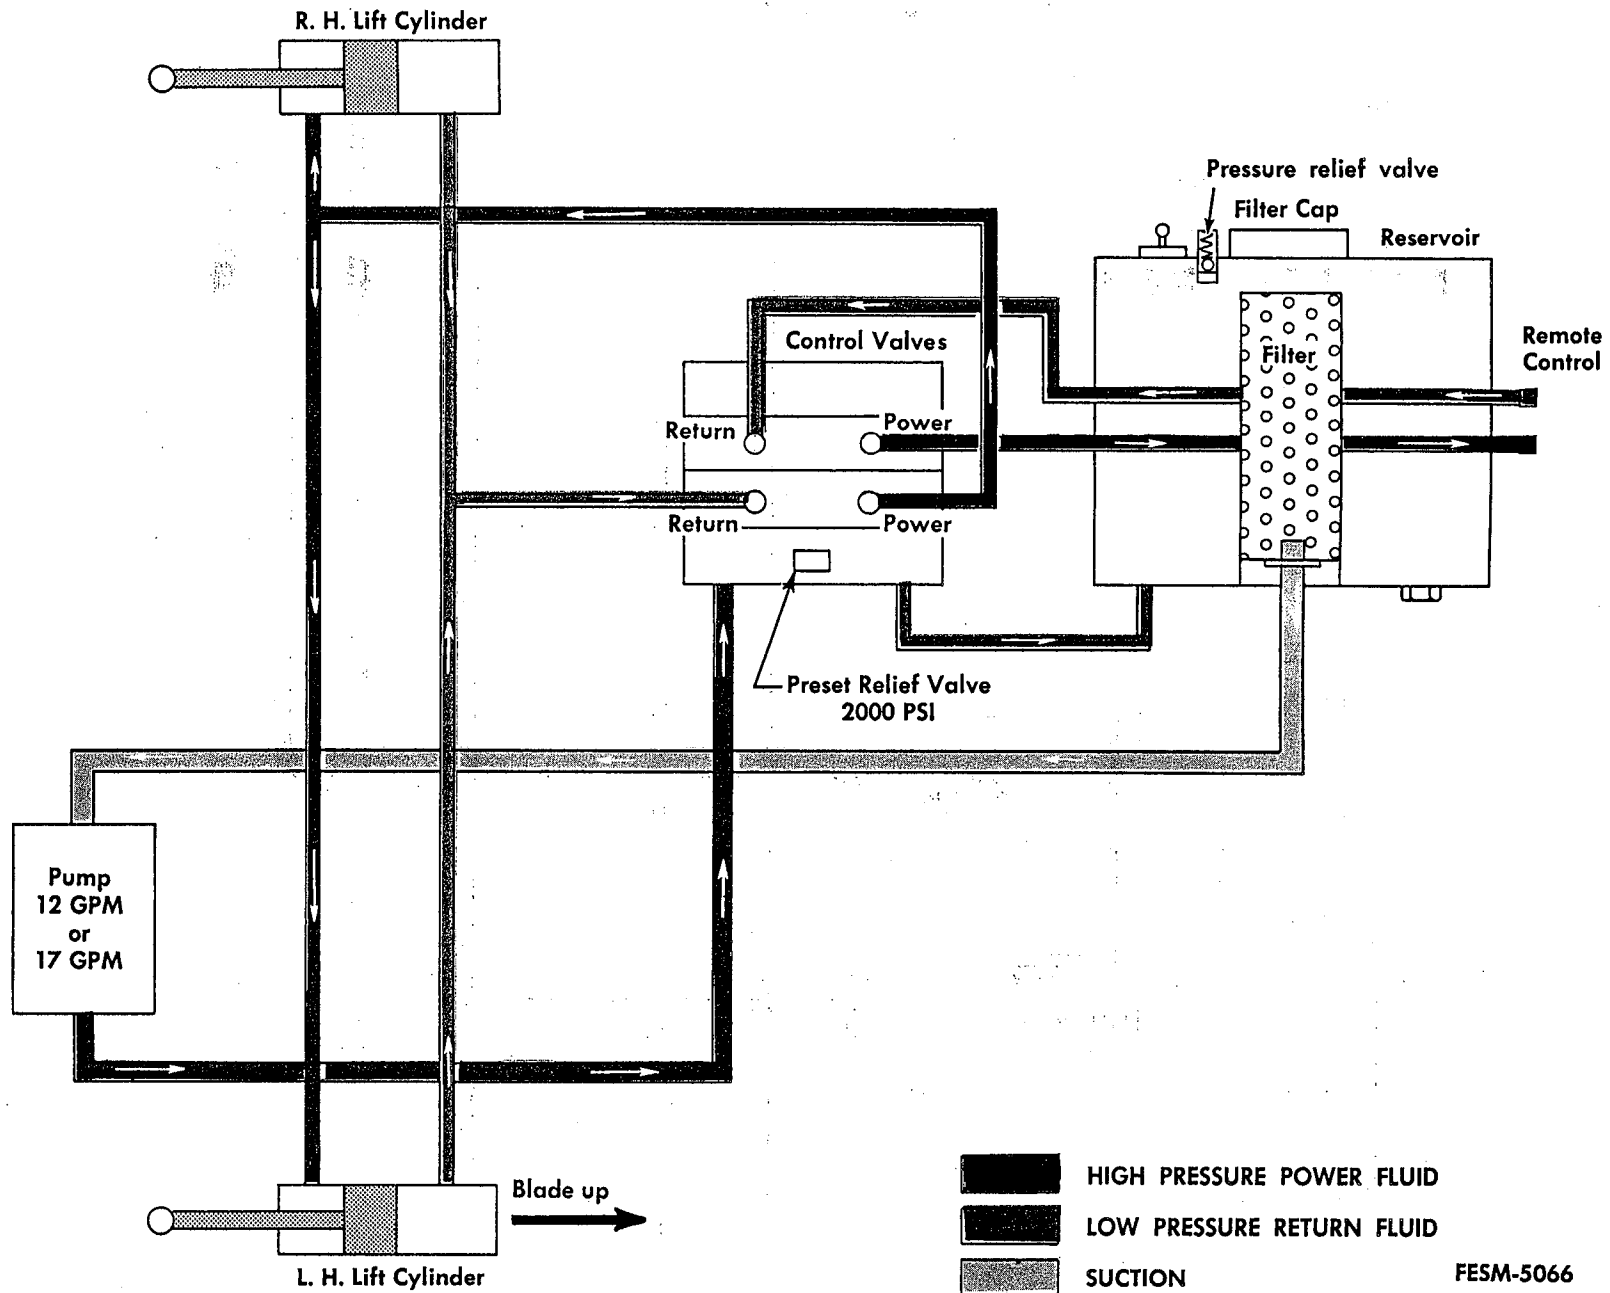 R. H. Lift Cylinder
Pressure relief valve
Filter Cap
Reservoir
Control Valves
Filter
Remote
Control
Return
Power
Return
Power
Preset Relief Valve
2000 PSI
Pump
12 GPM
or
17 GPM
Blade up
L. H. Lift Cylinder
HIGH PRESSURE POWER FLUID
LOW PRESSURE RETURN FLUID
SUCTION
FESM-5066